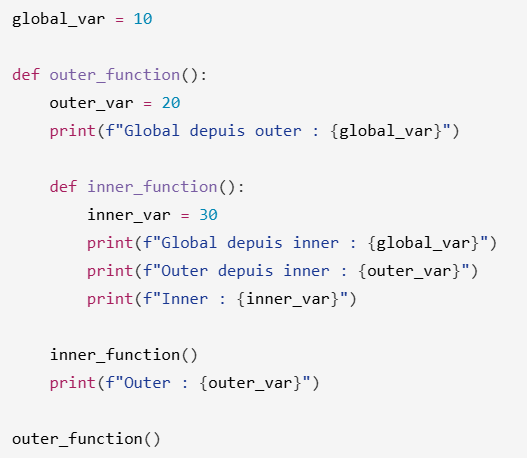 global_var = 10
def outer_function():
    outer_var = 20
    print(f"Global depuis outer : {global_var}")
    def inner_function():
        inner_var = 30
        print(f"Global depuis inner : {global_var}")
        print(f"Outer depuis inner : {outer_var}")
        print(f"Inner : {inner_var}")
    inner_function()
    print(f"Outer : {outer_var}")
outer_function()